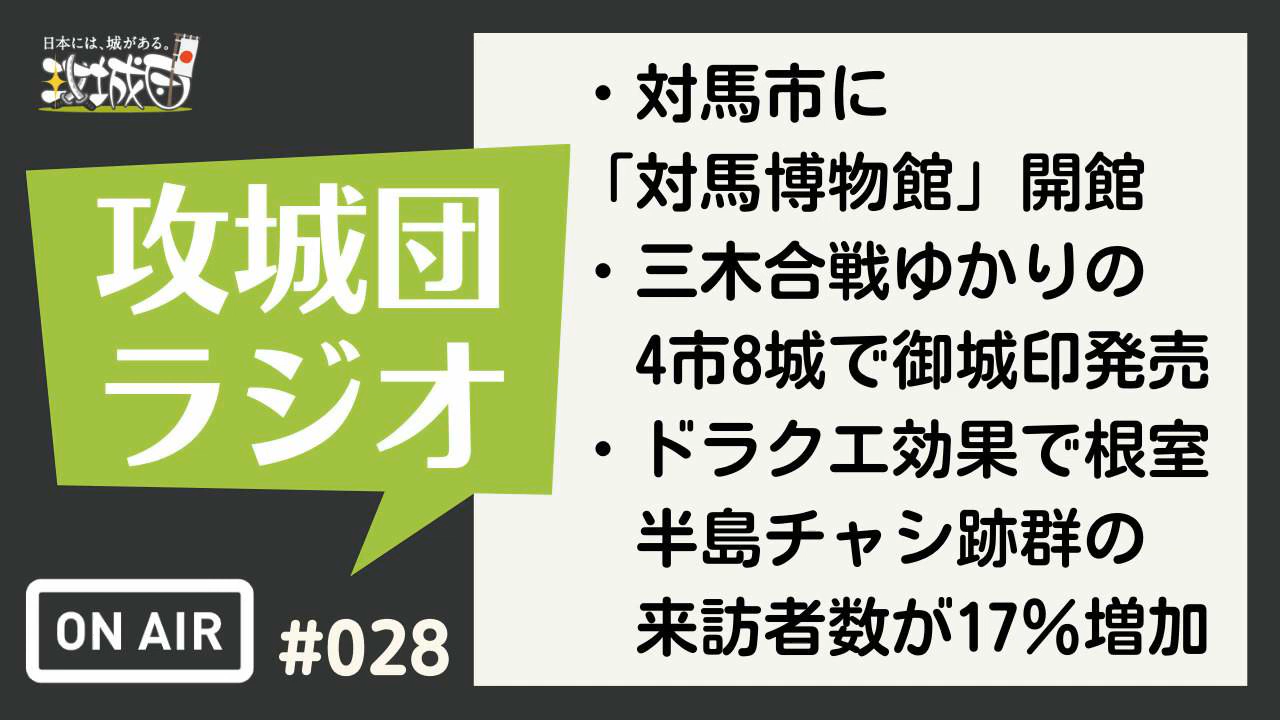 日本には、城がある。
攻城団
攻城団
ラジオ
ON AIR
#028
・対馬市に
「対馬博物館」開館
・三木合戦ゆかりの
4市8城で御城印発売
・ドラクエ効果で根室
半島チャシ跡群の
来訪者数が17%増加